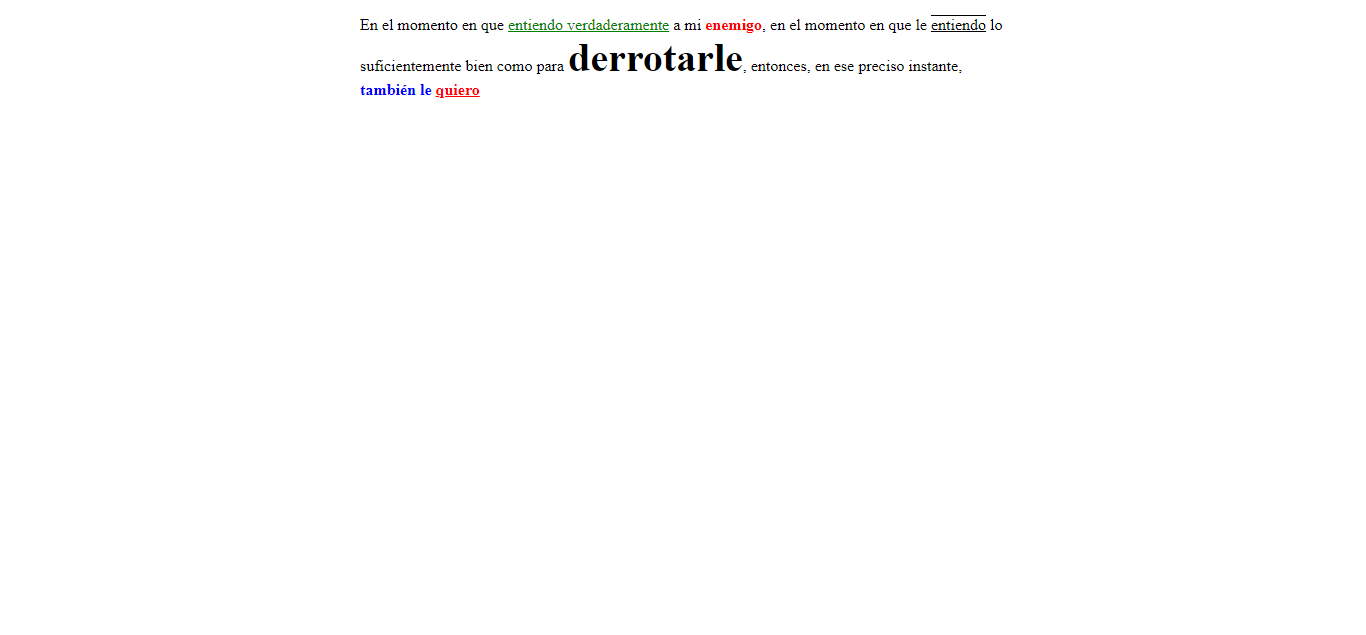 En el momento en que entiendo verdaderamente a mi enemigo, en el momento en que le entiendo lo
suficientemente bien como para derrotarle, entonces, en ese preciso instante,
también le quiero